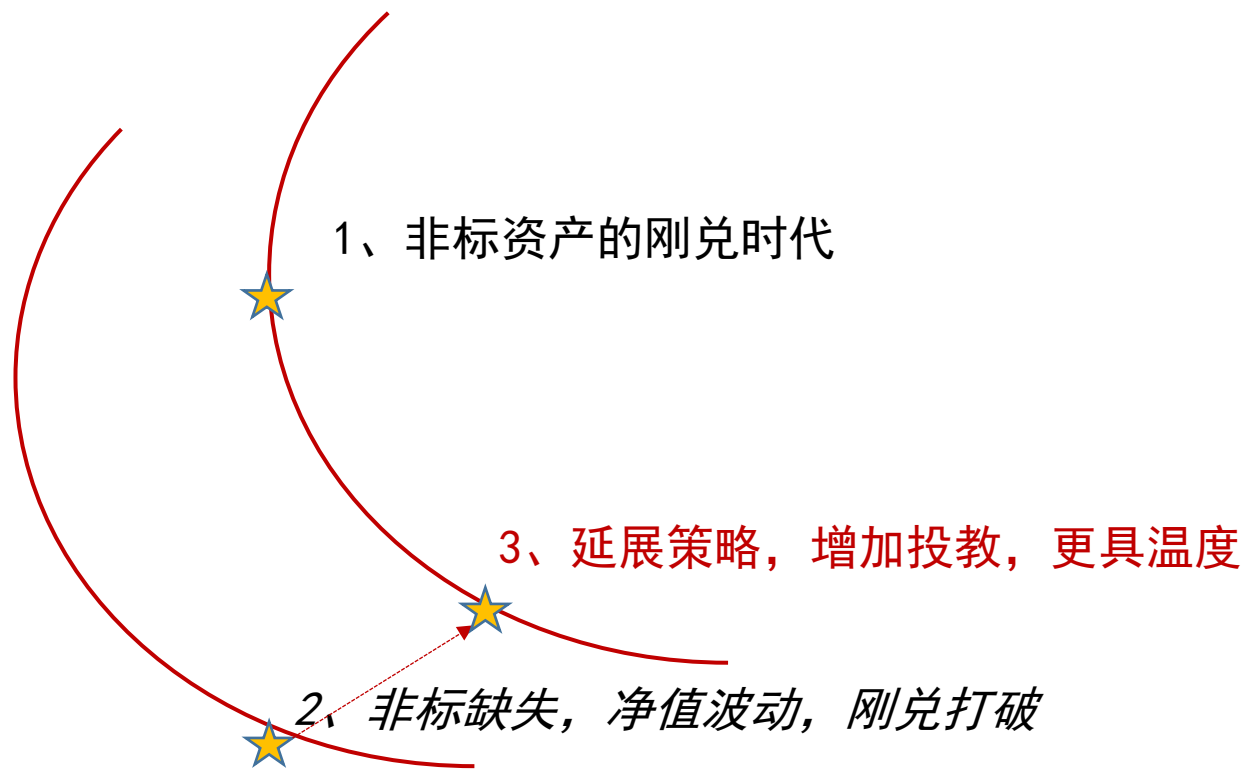 1、非标资产的刚兑时代
3、延展策略，增加投教，更具温度
2、非标缺失，净值波动，刚兑打破